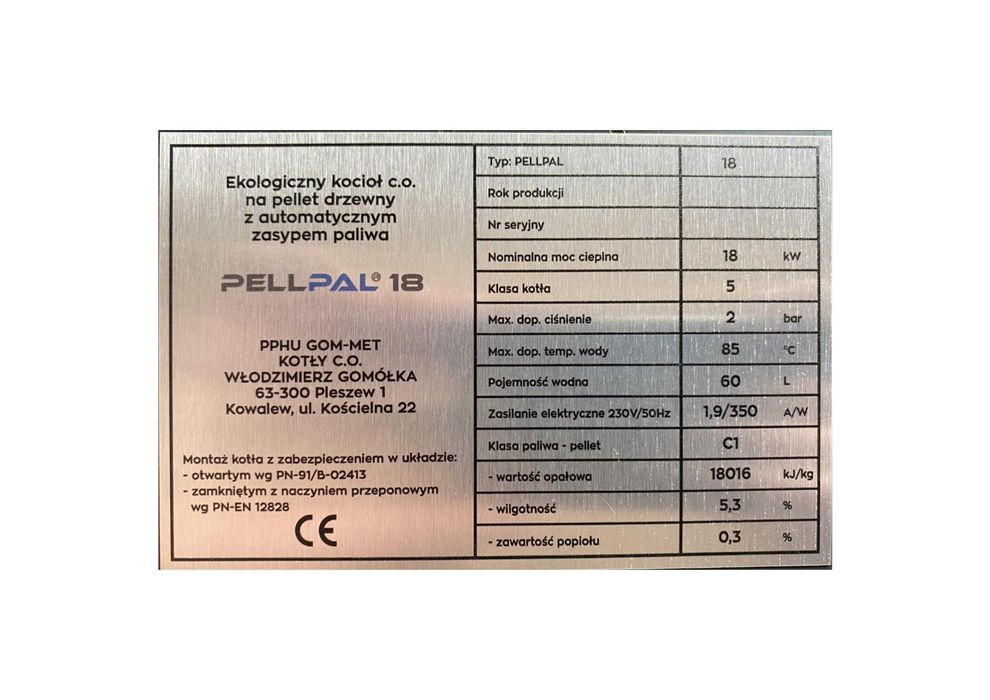 Ekologiczny kocioł c.o.
na pellet drzewny
z automatycznym
zasypem paliwa
PELLPAL® 18
PPHU GOM-MET
KOTŁY C.O.
WŁODZIMIERZ GOMÓŁKA
63-300 Pleszew 1
Kowalew, ul. Kościelna 22
Montaż kotła z zabezpieczeniem w układzie:
- otwartym wg PN-91/B-02413
- zamkniętym z naczyniem przeponowym
wg PN-EN 12828
CE
Typ: PELLPAL 18
Rok produkcji
Nr seryjny
Nominalna moc cieplna 18 kW
Klasa kotła 5
Max. dop. ciśnienie 2 bar
Max. dop. temp. wody 85 °C
Pojemność wodna 60 L
Zasilanie elektryczne 230V/50Hz 1,9/350 A/W
Klasa paliwa - pellet C1
- wartość opałowa 18016 kJ/kg
- wilgotność 5,3 %
- zawartość popiołu 0,3 %